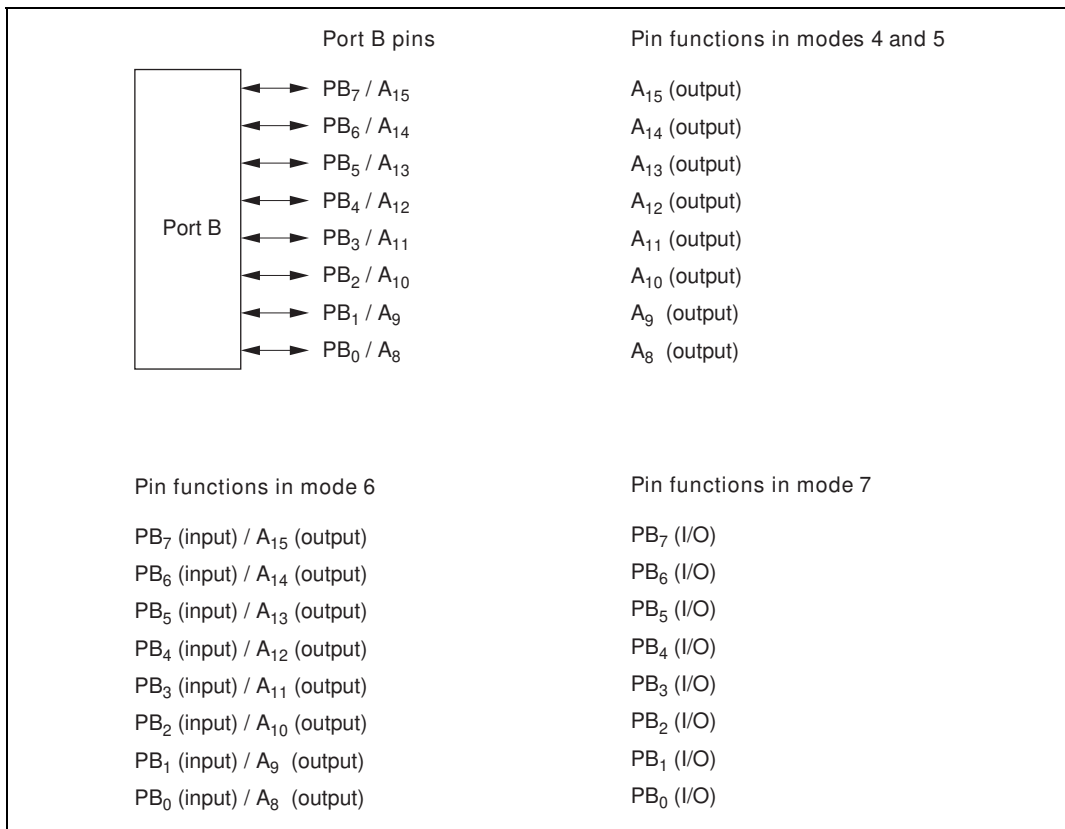 Port B pins Pin functions in modes 4 and 5
PB₇ / A₁₅ A₁₅ (output)
PB₆ / A₁₄ A₁₄ (output)
PB₅ / A₁₃ A₁₃ (output)
PB₄ / A₁₂ A₁₂ (output)
Port B
PB₃ / A₁₁ A₁₁ (output)
PB₂ / A₁₀ A₁₀ (output)
PB₁ / A₉ A₉ (output)
PB₀ / A₈ A₈ (output)
Pin functions in mode 6
PB₇ (input) / A₁₅ (output)
PB₆ (input) / A₁₄ (output)
PB₅ (input) / A₁₃ (output)
PB₄ (input) / A₁₂ (output)
PB₃ (input) / A₁₁ (output)
PB₂ (input) / A₁₀ (output)
PB₁ (input) / A₉ (output)
PB₀ (input) / A₈ (output)
Pin functions in mode 7
PB₇ (I/O)
PB₆ (I/O)
PB₅ (I/O)
PB₄ (I/O)
PB₃ (I/O)
PB₂ (I/O)
PB₁ (I/O)
PB₀ (I/O)